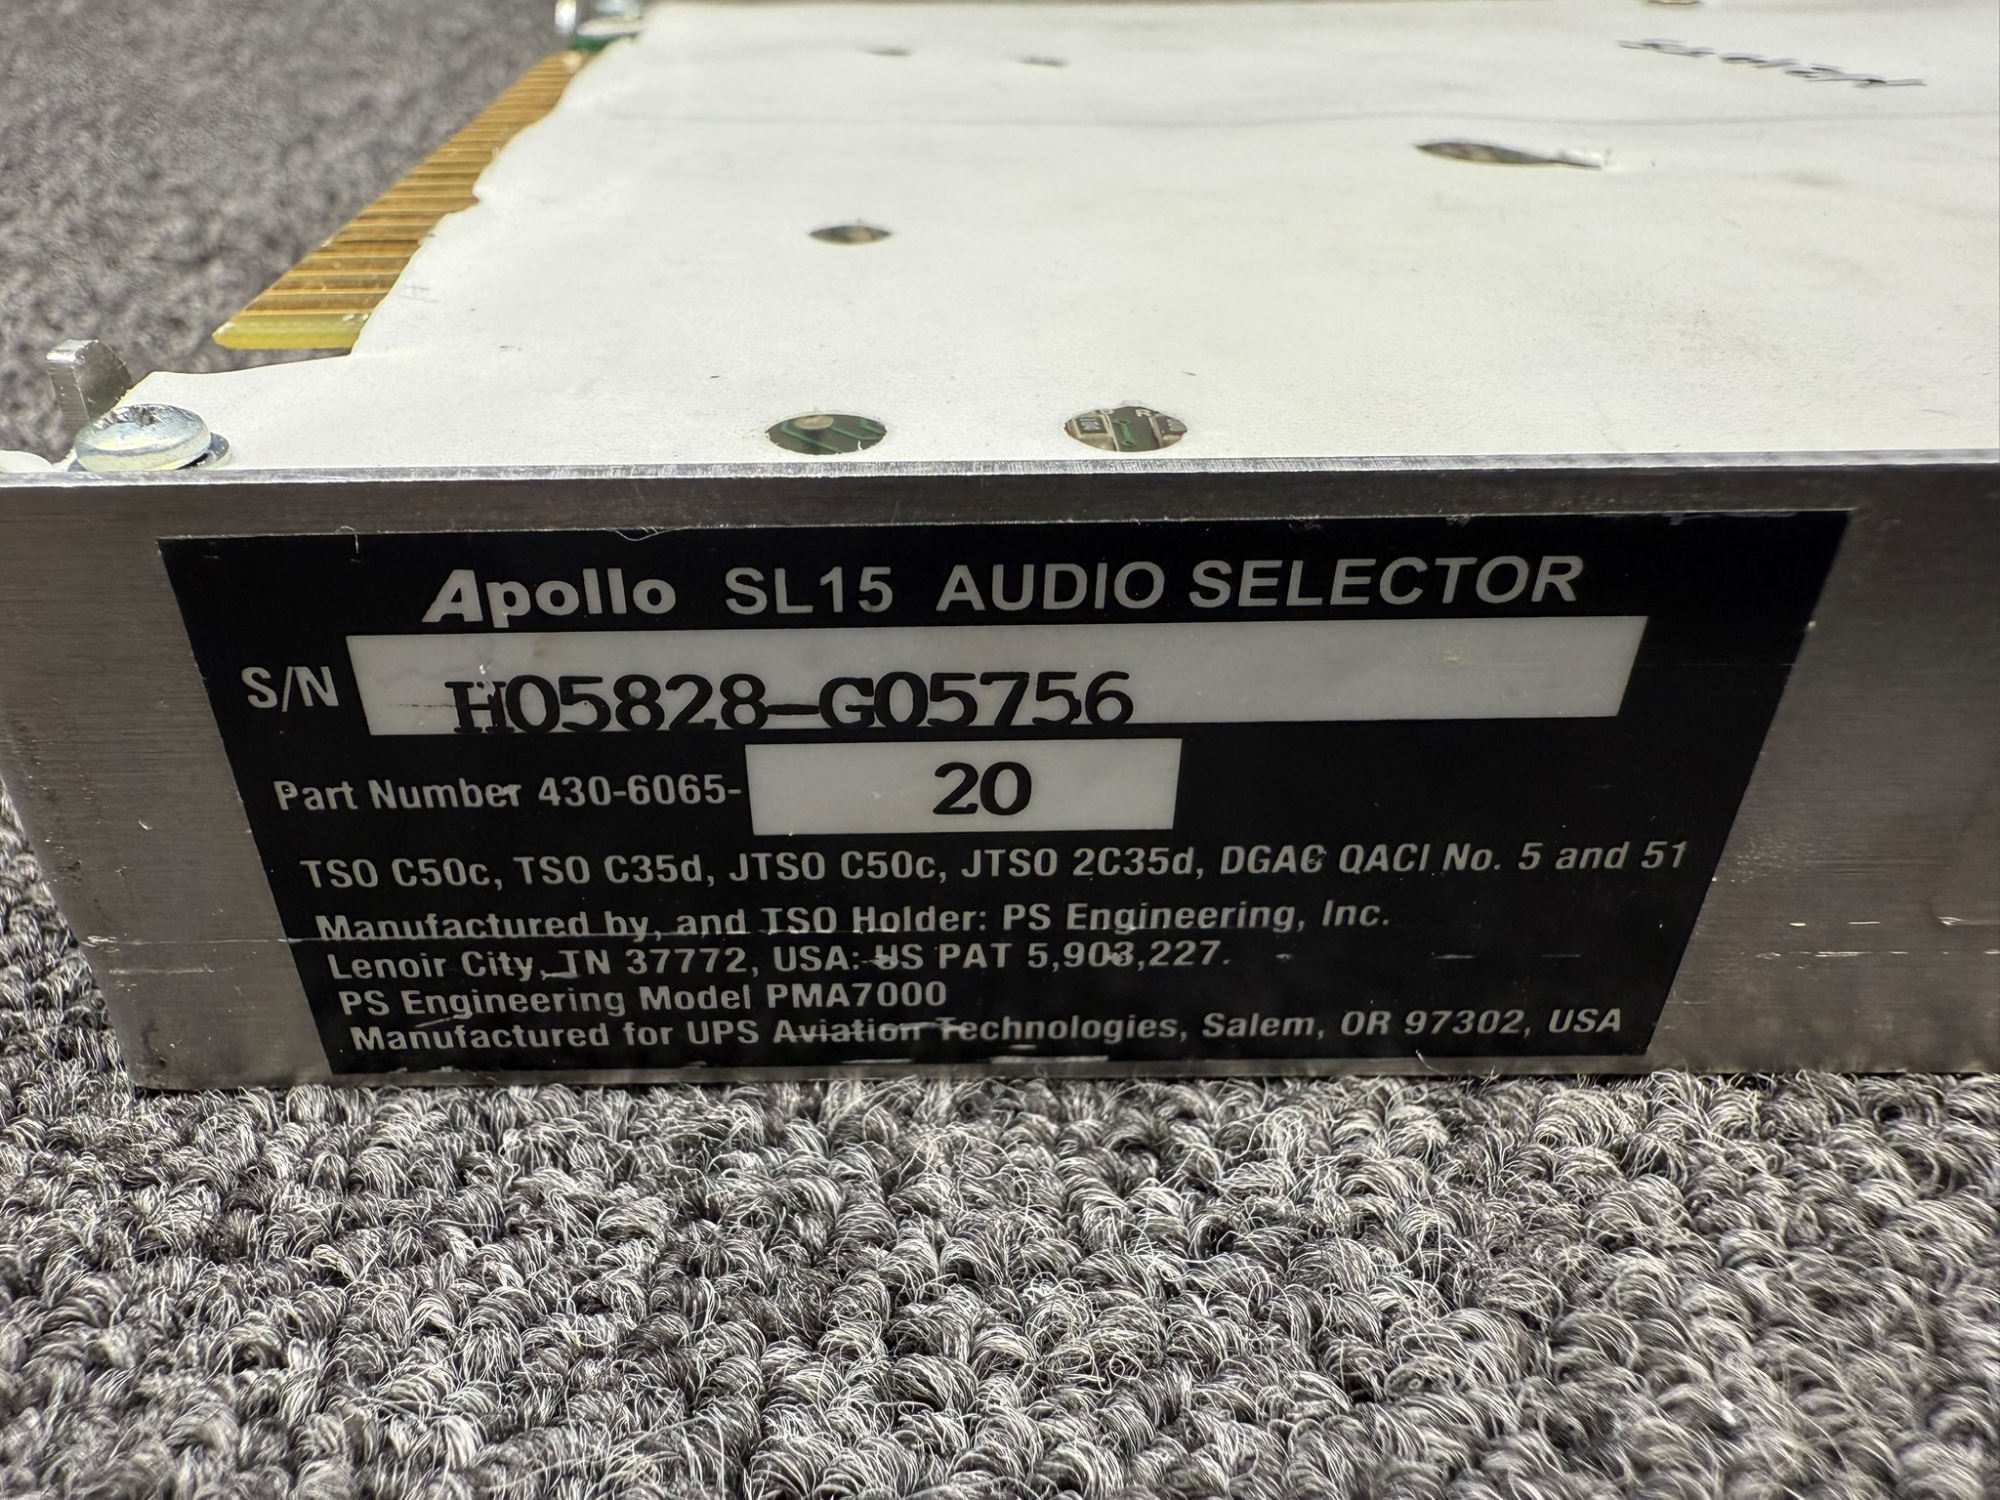 Apollo SL15 AUDIO SELECTOR
S/N H05828-G05756
Part Number 430-6065- 20
TSO C50c, TSO C35d, JTSO C50c, JTSO 2C35d, DGAC QACI No. 5 and 51
Manufactured by, and TSO Holder: PS Engineering, Inc.
Lenoir City, TN 37772, USA: US PAT 5,903,227.
PS Engineering Model PMA7000
Manufactured for UPS Aviation Technologies, Salem, OR 97302, USA